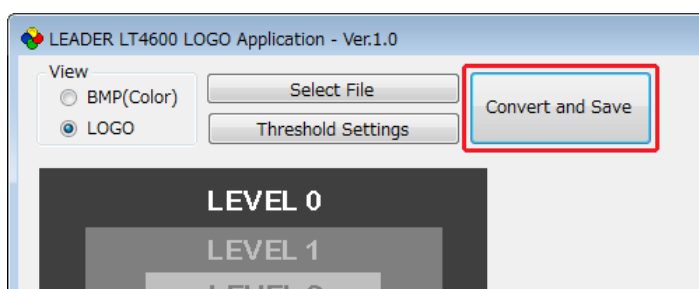 LEADER LT4600 LOGO Application - Ver.1.0
View
BMP(Color)
LOGO
Select File
Threshold Settings
Convert and Save
LEVEL 0
LEVEL 1